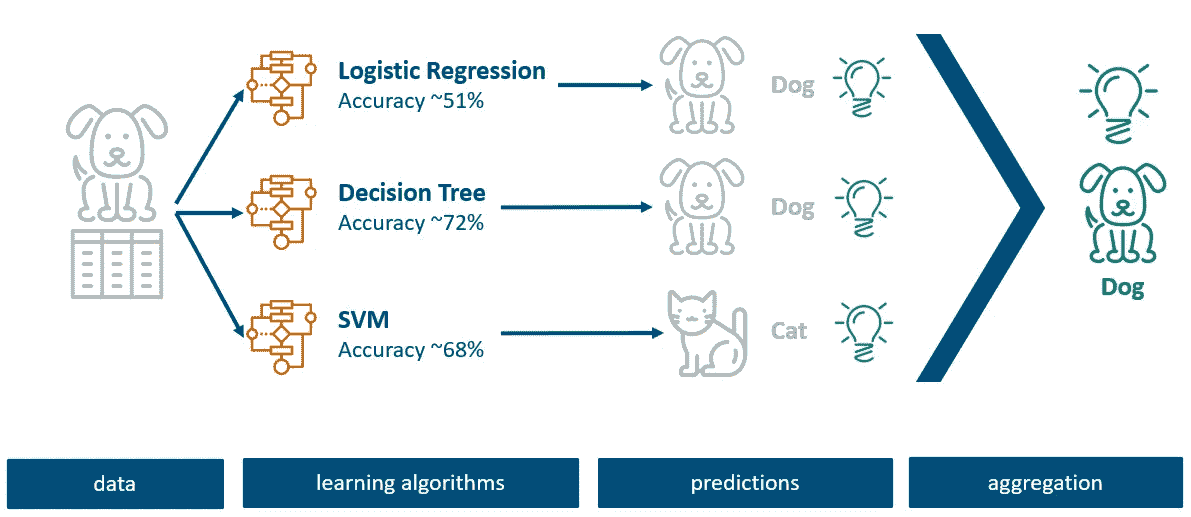 Logistic Regression
Accuracy ~51%
Dog
Decision Tree
Accuracy ~72%
Dog
SVM
Accuracy ~68%
Cat
Dog
data
learning algorithms
predictions
aggregation